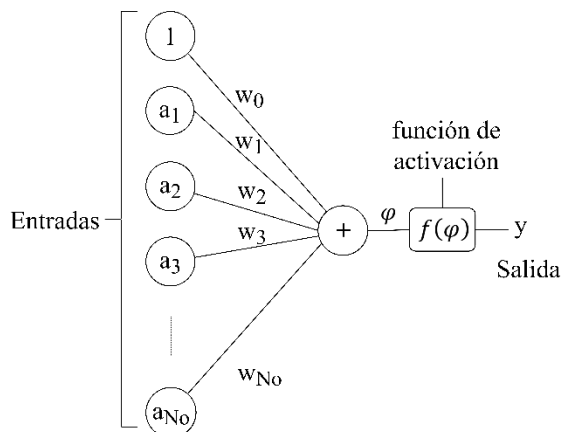 1
w0
a1
w1
función de
activación
a2
w2
Entradas
w3
+
φ
f(φ)
y
a3
Salida
wNo
aNo